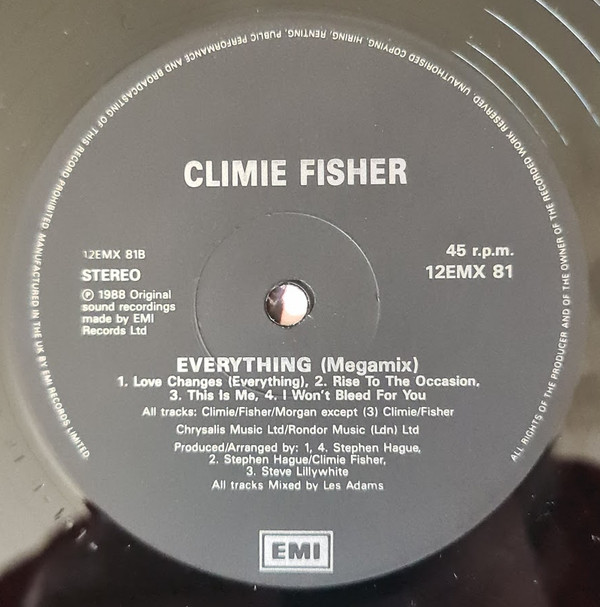 MANUFACTURED IN THE UK BY EMI RECORDS LIMITED ALL RIGHTS OF THE PRODUCER AND OF THE OWNER OF THE RECORDED WORK RESERVED UNAUTHORISED COPYING, HIRING, RENTING, PUBLIC PERFORMANCE AND BROADCASTING OF THIS RECORD PROHIBITED
CLIMIE FISHER
12EMX 81B
STEREO
Ⓟ 1988 Original
sound recordings
made by EMI
Records Ltd
45 r.p.m.
12EMX 81
EVERYTHING (Megamix)
1. Love Changes (Everything), 2. Rise To The Occasion,
3. This Is Me, 4. I Won't Bleed For You
All tracks: Climie/Fisher/Morgan except (3) Climie/Fisher
Chrysalis Music Ltd/Rondor Music (Ldn) Ltd
Produced/Arranged by: 1, 4. Stephen Hague,
2. Stephen Hague/Climie Fisher,
3. Steve Lillywhite
All tracks Mixed by Les Adams
EMI